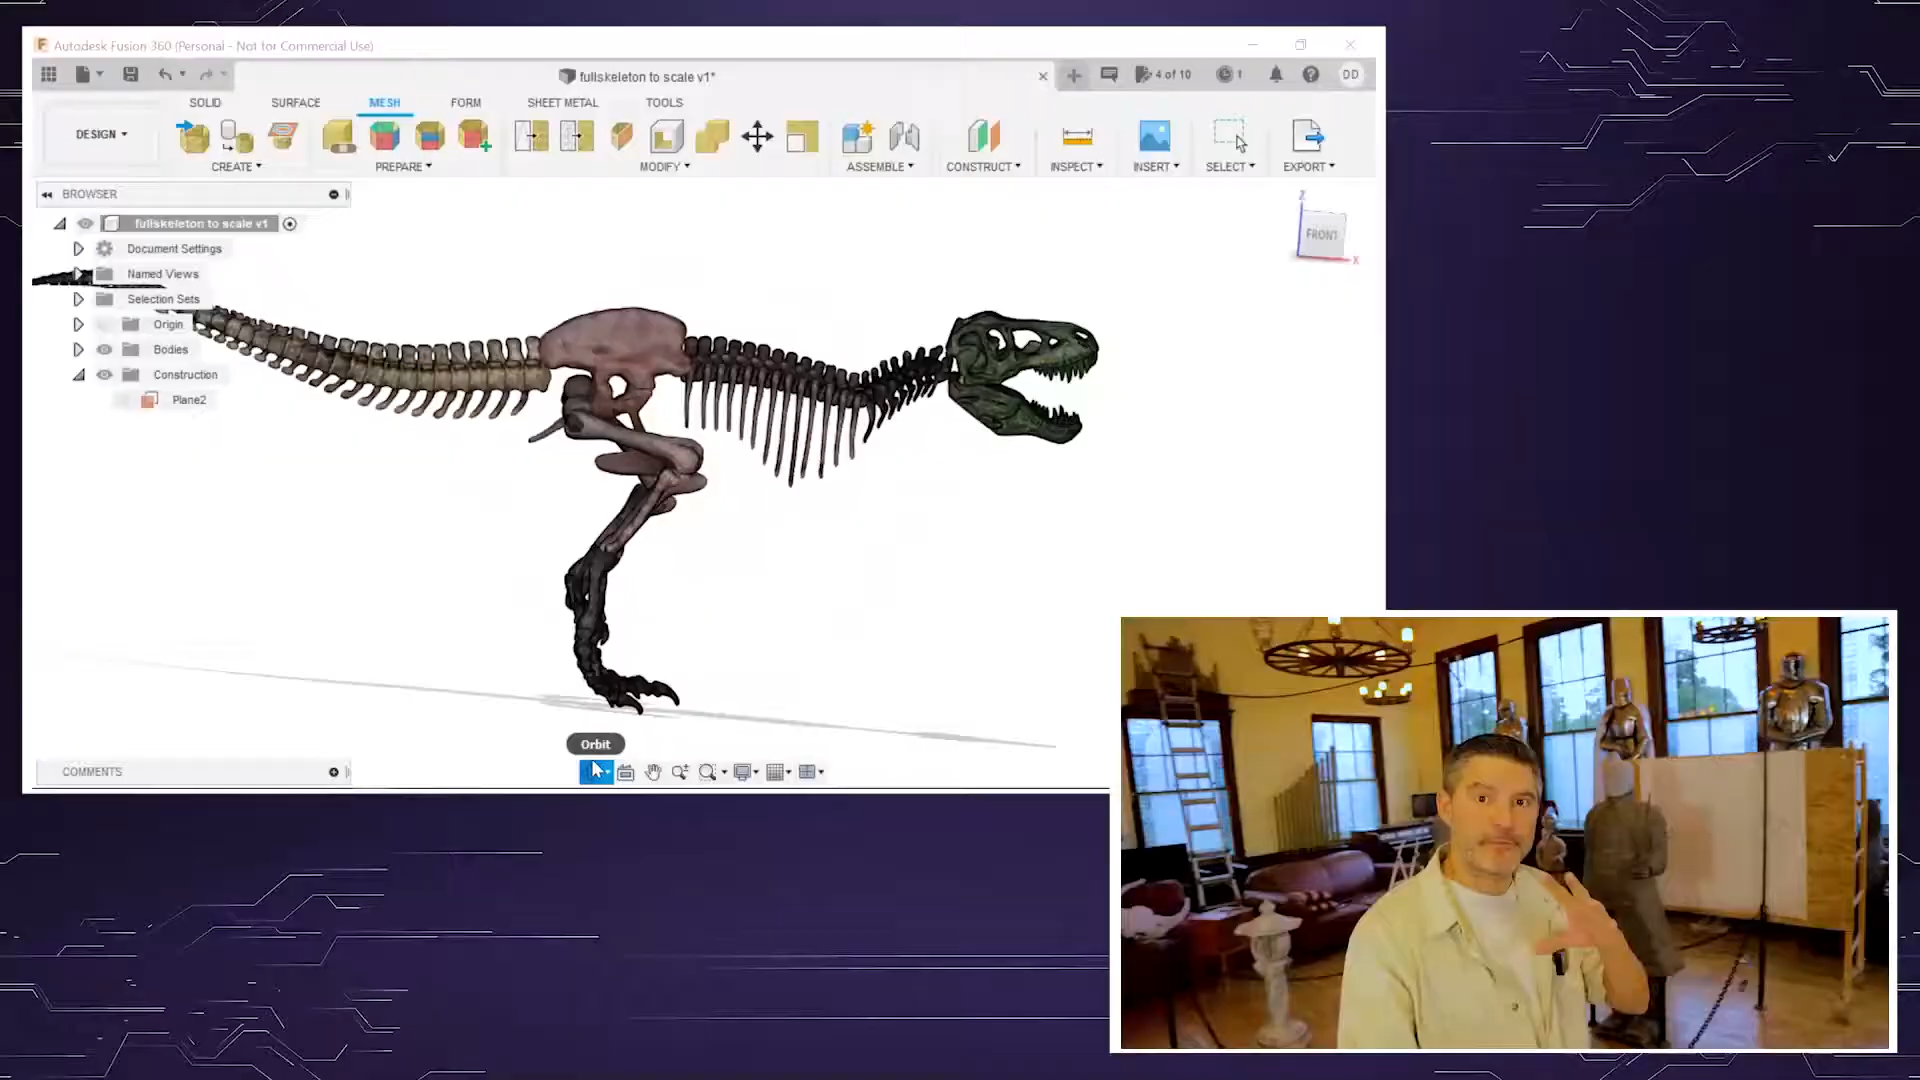 Autodesk Fusion 360 (Personal - Not for Commercial Use)
fullskeleton to scale v1*
4 of 10
1
DD
SOLID
SURFACE
MESH
FORM
SHEET METAL
TOOLS
DESIGN
CREATE
PREPARE
MODIFY
ASSEMBLE
CONSTRUCT
INSPECT
INSERT
SELECT
EXPORT
BROWSER
fullskeleton to scale v1
Document Settings
Named Views
Selection Sets
Origin
Bodies
Construction
Plane2
Z
FRONT
X
Orbit
COMMENTS